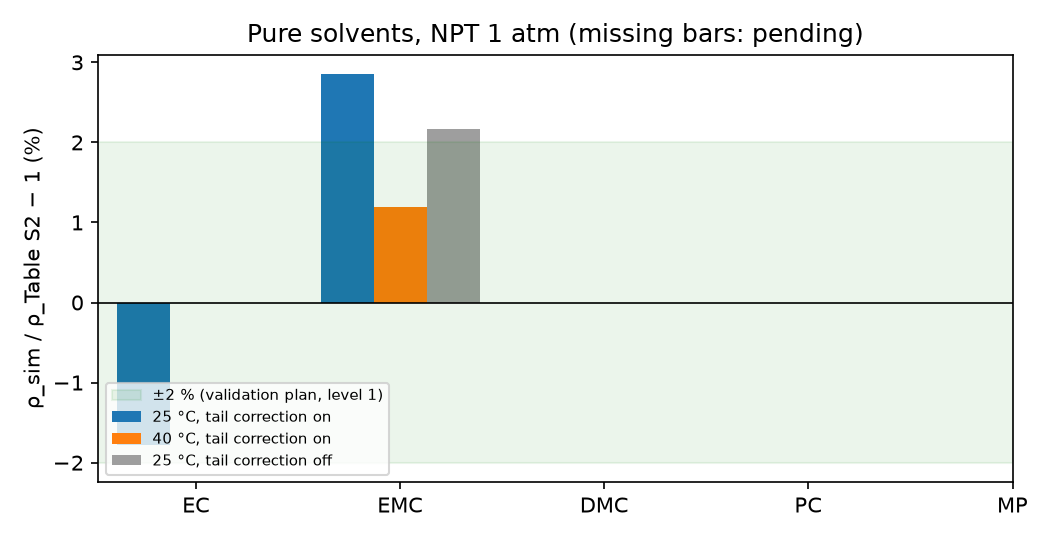 Pure solvents, NPT 1 atm (missing bars: pending)
ρ_sim / ρ_Table S2 − 1 (%)
3
2
1
0
−1
−2
±2 % (validation plan, level 1)
25 °C, tail correction on
40 °C, tail correction on
25 °C, tail correction off
EC EMC DMC PC MP